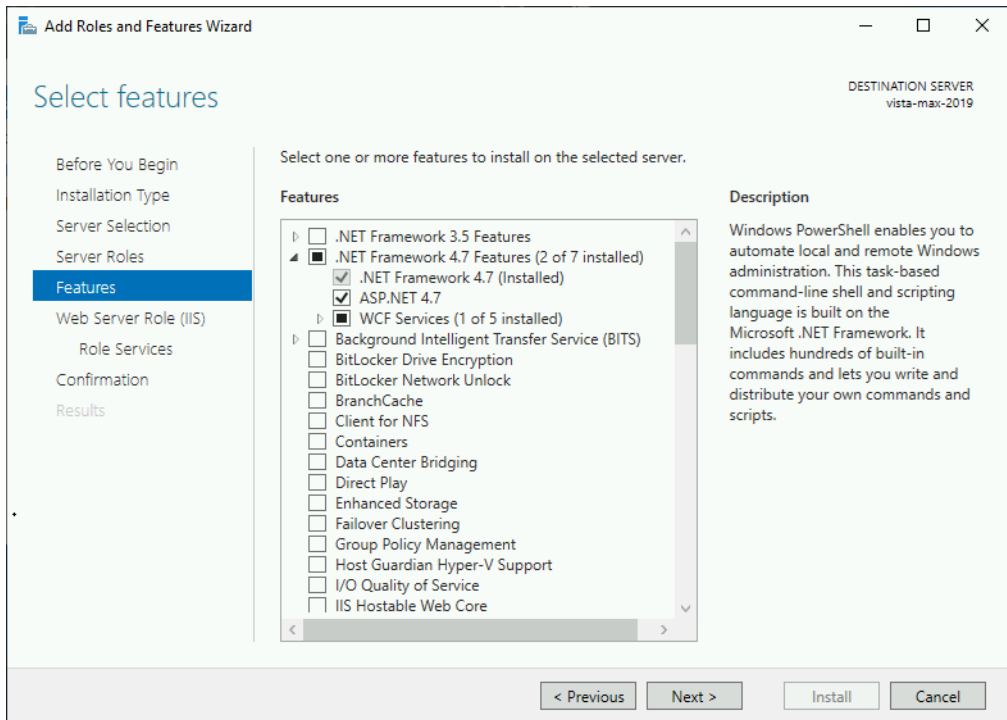 Add Roles and Features Wizard
Select features
DESTINATION SERVER
vista-max-2019
Before You Begin
Installation Type
Server Selection
Server Roles
Features
Web Server Role (IIS)
Role Services
Confirmation
Results
Select one or more features to install on the selected server.
Features
.NET Framework 3.5 Features
.NET Framework 4.7 Features (2 of 7 installed)
.NET Framework 4.7 (Installed)
ASP.NET 4.7
WCF Services (1 of 5 installed)
Background Intelligent Transfer Service (BITS)
BitLocker Drive Encryption
BitLocker Network Unlock
BranchCache
Client for NFS
Containers
Data Center Bridging
Direct Play
Enhanced Storage
Failover Clustering
Group Policy Management
Host Guardian Hyper-V Support
I/O Quality of Service
IIS Hostable Web Core
Description
Windows PowerShell enables you to
automate local and remote Windows
administration. This task-based
command-line shell and scripting
language is built on the
Microsoft .NET Framework. It
includes hundreds of built-in
commands and lets you write and
distribute your own commands and
scripts.
< Previous
Next >
Install
Cancel